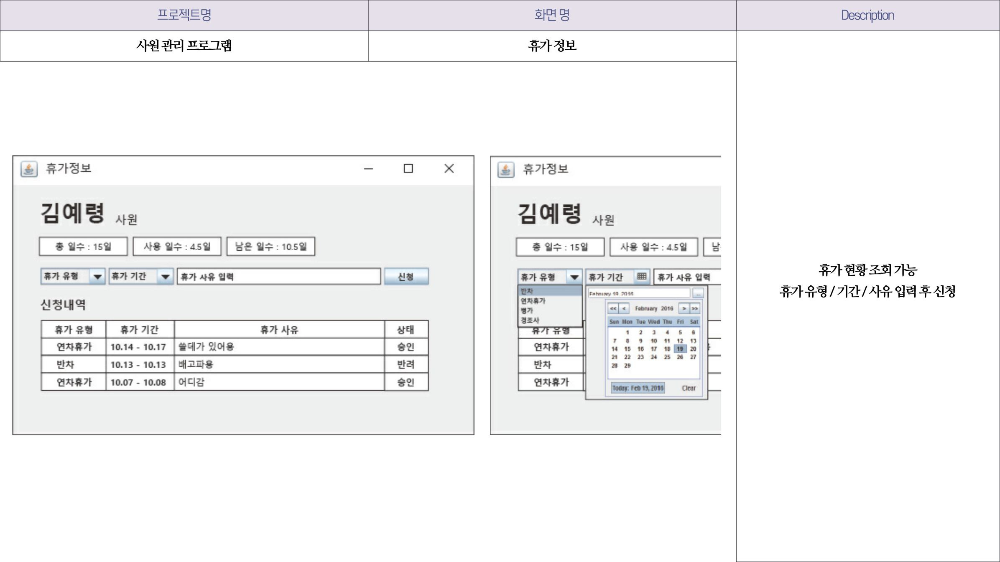 프로젝트명 화면 명 Description
사원 관리 프로그램 휴가 정보
휴가정보
김예령 사원
총 일수 : 15일 사용 일수 : 4.5일 남은 일수 : 10.5일
휴가 유형 휴가 기간 휴가 사유 입력 신청
신청내역
휴가 유형 휴가 기간 휴가 사유 상태
연차휴가 10.14 - 10.17 쓸데가 있어용 승인
반차 10.13 - 10.13 배고파용 반려
연차휴가 10.07 - 10.08 어디감 승인
휴가정보
김예령 사원
총 일수 : 15일 사용 일수 : 4.5일 남
휴가 유형 휴가 기간 휴가 사유 입력
반차
연차휴가
병가
경조사
February 19, 2016 ...
<< < February 2016 > >>
Sun Mon Tue Wed Thu Fri Sat
1 2 3 4 5 6
7 8 9 10 11 12 13
14 15 16 17 18 19 20
21 22 23 24 25 26 27
28 29
Today: Feb 19, 2016 Clear
휴가 유형
연차휴가
반차
연차휴가
휴가 현황 조회 가능
휴가 유형 / 기간 / 사유 입력 후 신청